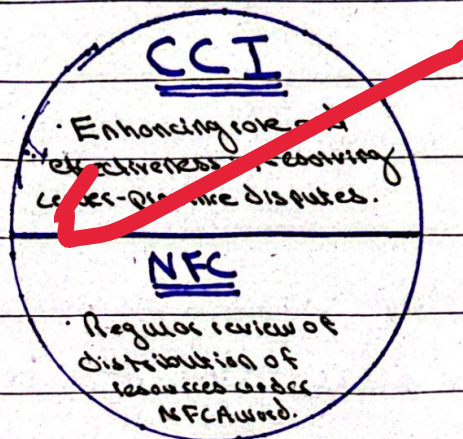 CCI
· Enhancing role and
effectiveness in resolving
center-province disputes.
NFC
· Regular review of
distribution of
resources under
NFC Award.